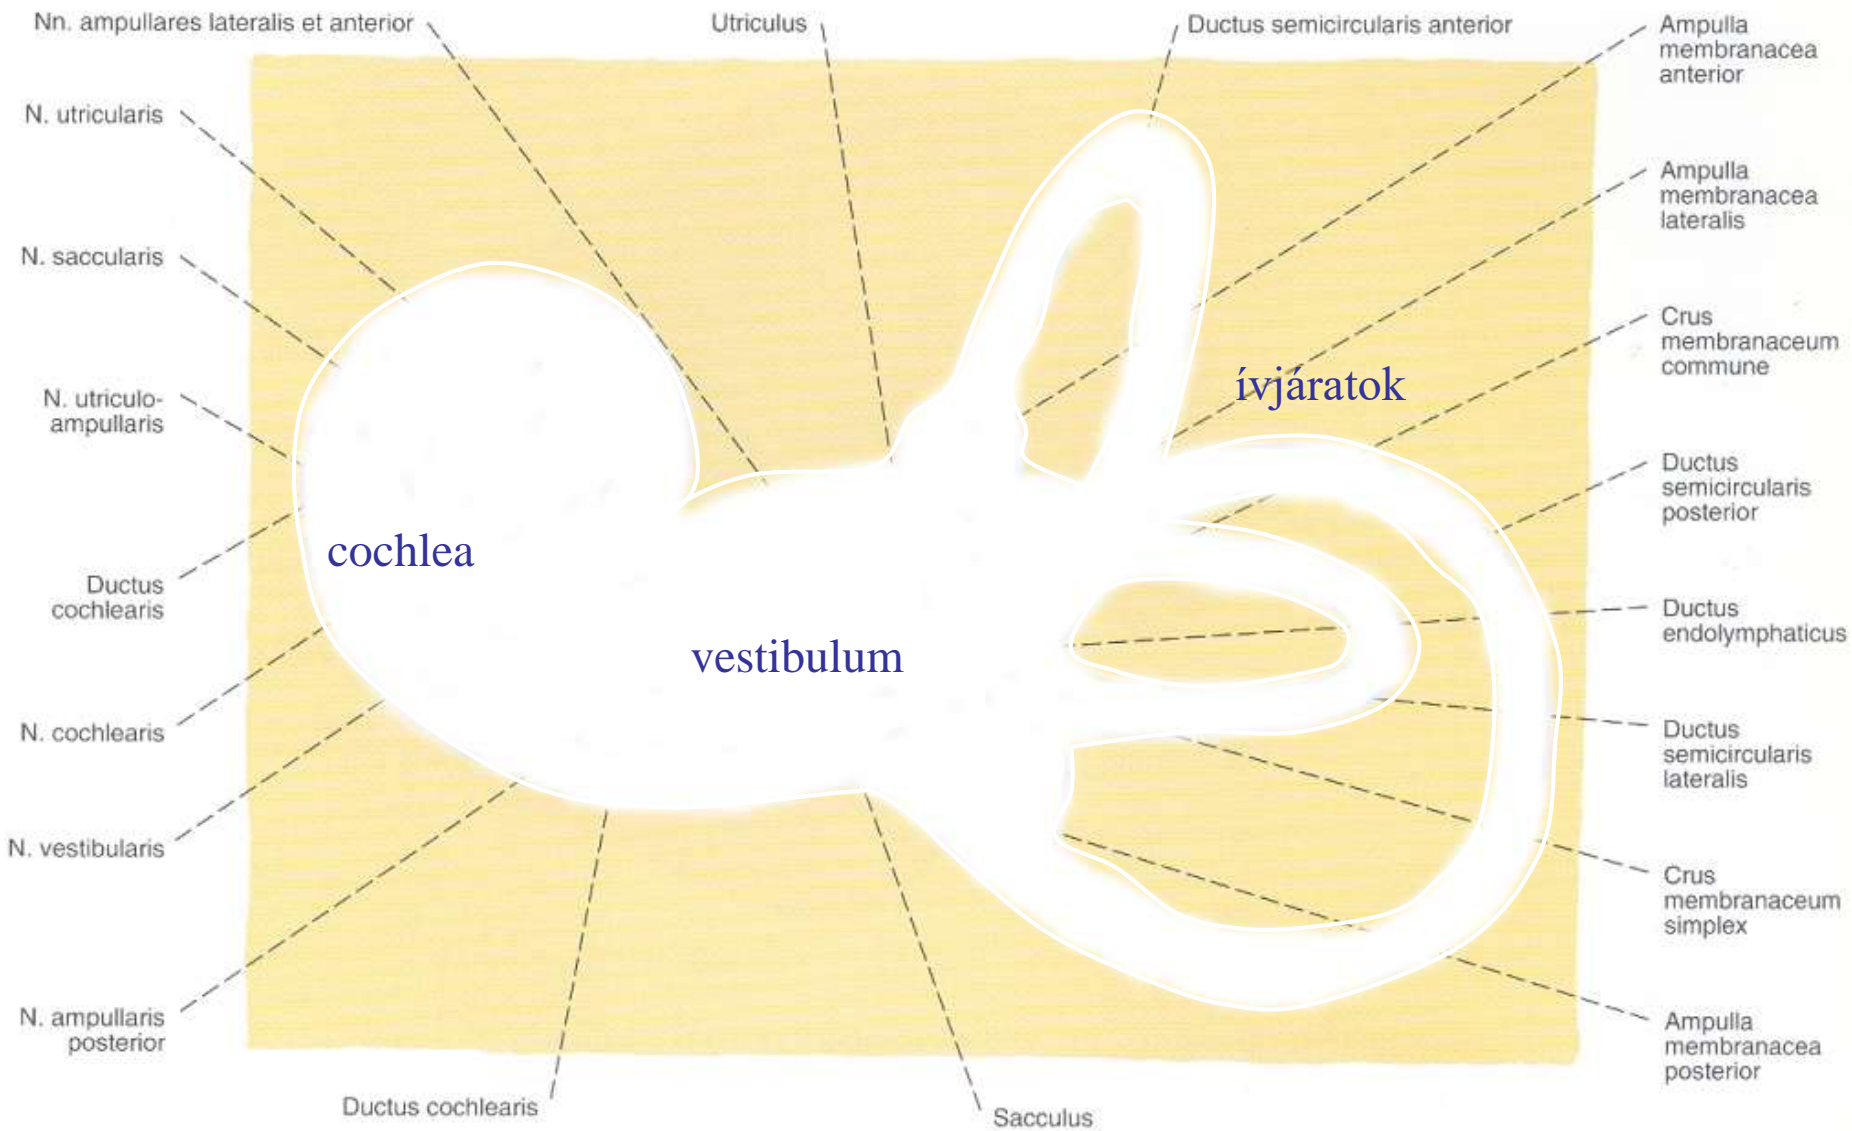 Nn. ampullares lateralis et anterior
Utriculus
Ductus semicircularis anterior
Ampulla
membranacea
anterior
N. utricularis
Ampulla
membranacea
lateralis
N. saccularis
Crus
membranaceum
commune
ívjáratok
N. utriculo-
ampullaris
Ductus
semicircularis
posterior
cochlea
Ductus
cochlearis
Ductus
endolymphaticus
vestibulum
N. cochlearis
Ductus
semicircularis
lateralis
N. vestibularis
Crus
membranaceum
simplex
N. ampullaris
posterior
Ampulla
membranacea
posterior
Ductus cochlearis
Sacculus